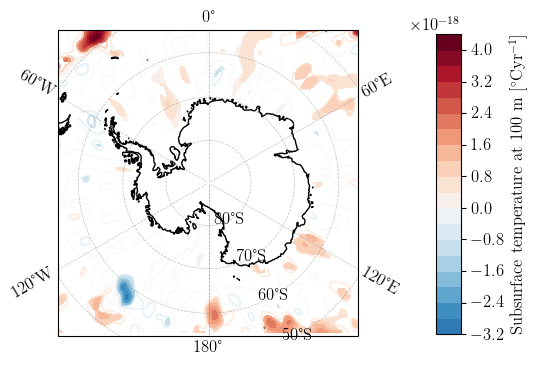 0°
×10⁻¹⁸
60°W
60°E
4.0
3.2
2.4
1.6
0.8
0.0
−0.8
−1.6
−2.4
−3.2
Subsurface temperature at 100 m [°Cyr⁻¹]
80°S
70°S
60°S
50°S
120°W
120°E
180°